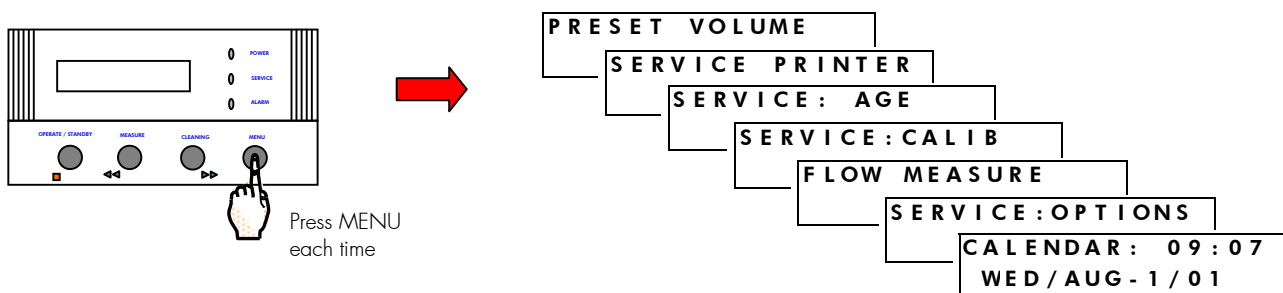 POWER
SERVICE
ALARM
OPERATE / STANDBY MEASURE CLEANING MENU
Press MENU
each time
PRESET VOLUME
SERVICE PRINTER
SERVICE: AGE
SERVICE:CALIB
FLOW MEASURE
SERVICE:OPTIONS
CALENDAR: 09:07
WED/AUG-1/01